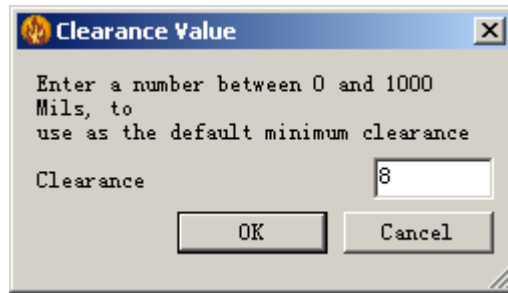 Clearance Value
Enter a number between 0 and 1000
Mils, to
use as the default minimum clearance
Clearance 8
OK Cancel